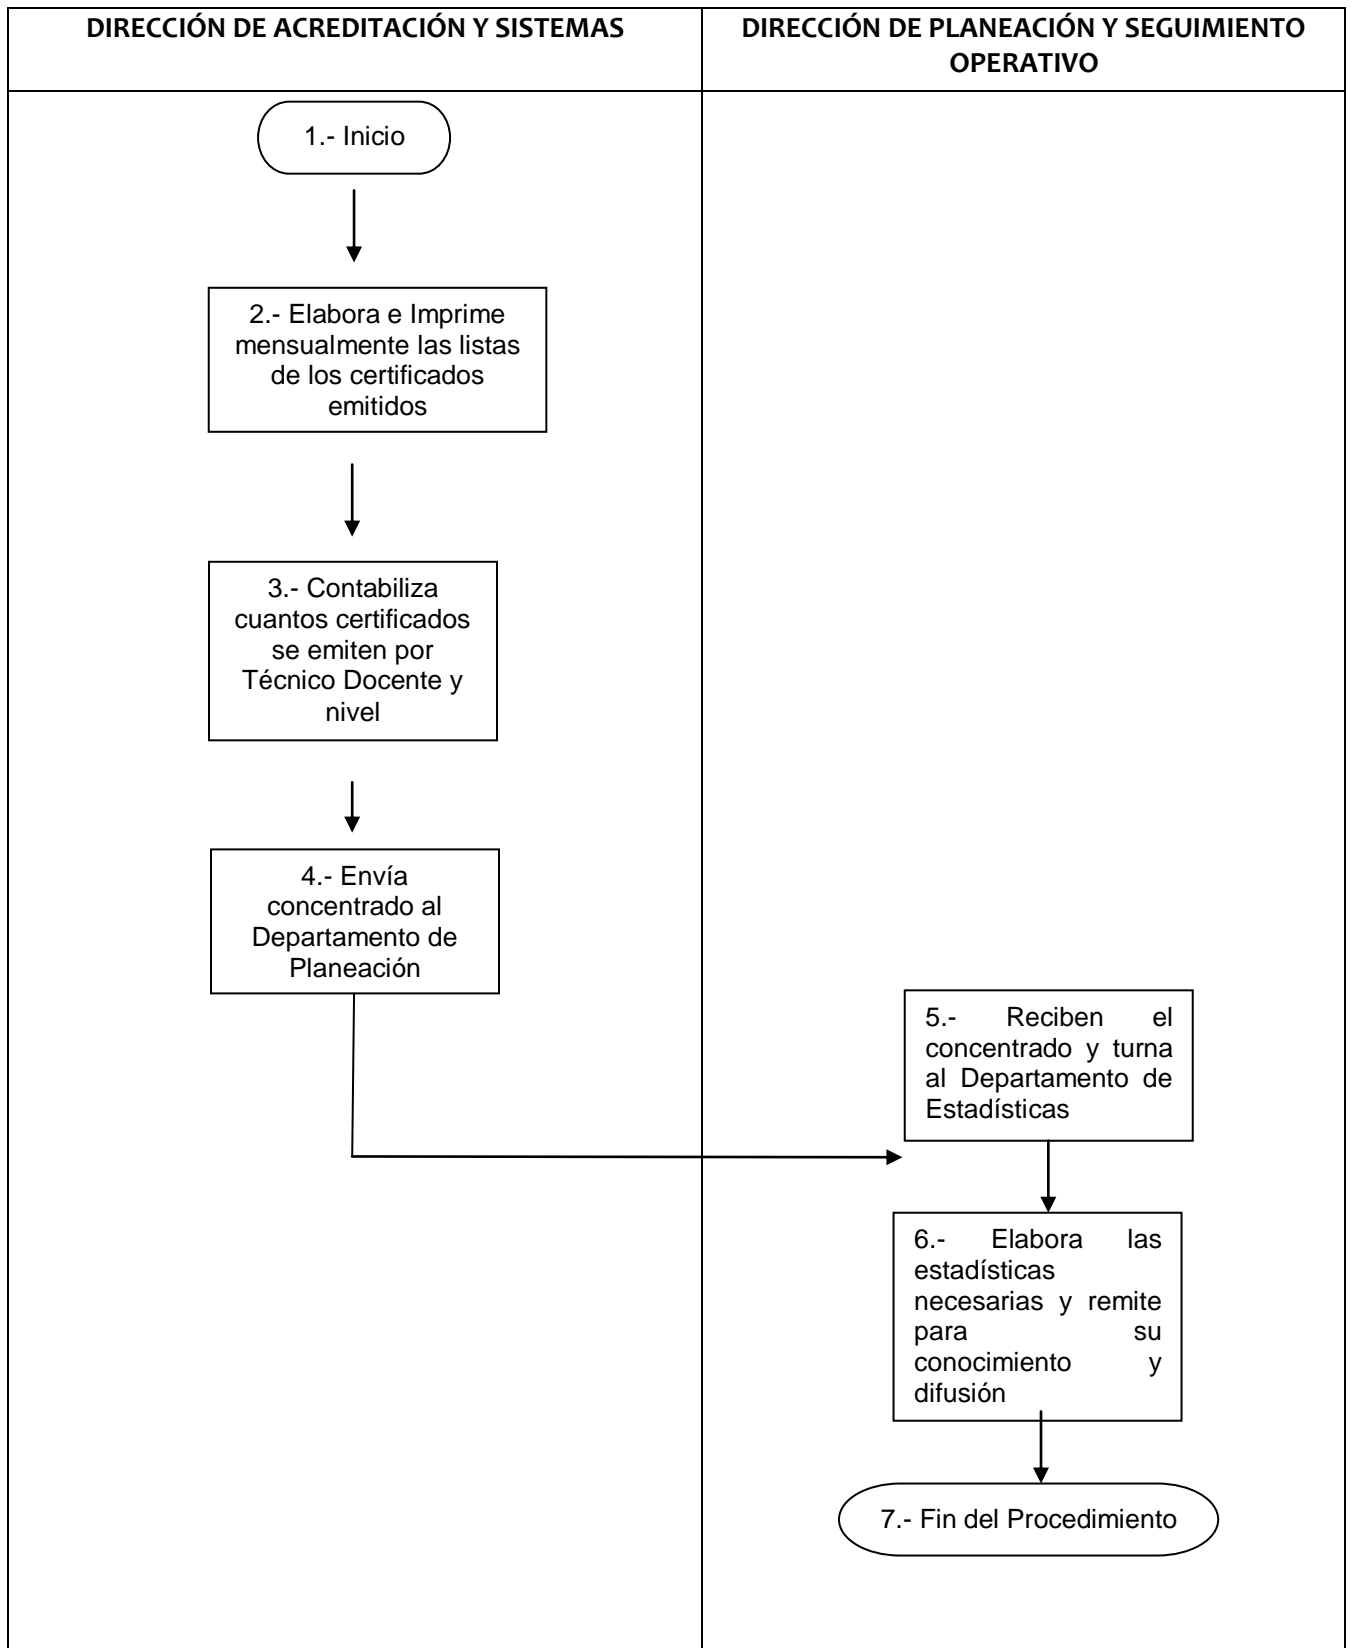 DIRECCIÓN DE ACREDITACIÓN Y SISTEMAS
DIRECCIÓN DE PLANEACIÓN Y SEGUIMIENTO
OPERATIVO
1.- Inicio
2.- Elabora e Imprime
mensualmente las listas
de los certificados
emitidos
3.- Contabiliza
cuantos certificados
se emiten por
Técnico Docente y
nivel
4.- Envía
concentrado al
Departamento de
Planeación
5.- Reciben el
concentrado y turna
al Departamento de
Estadísticas
6.- Elabora las
estadísticas
necesarias y remite
para su
conocimiento y
difusión
7.- Fin del Procedimiento